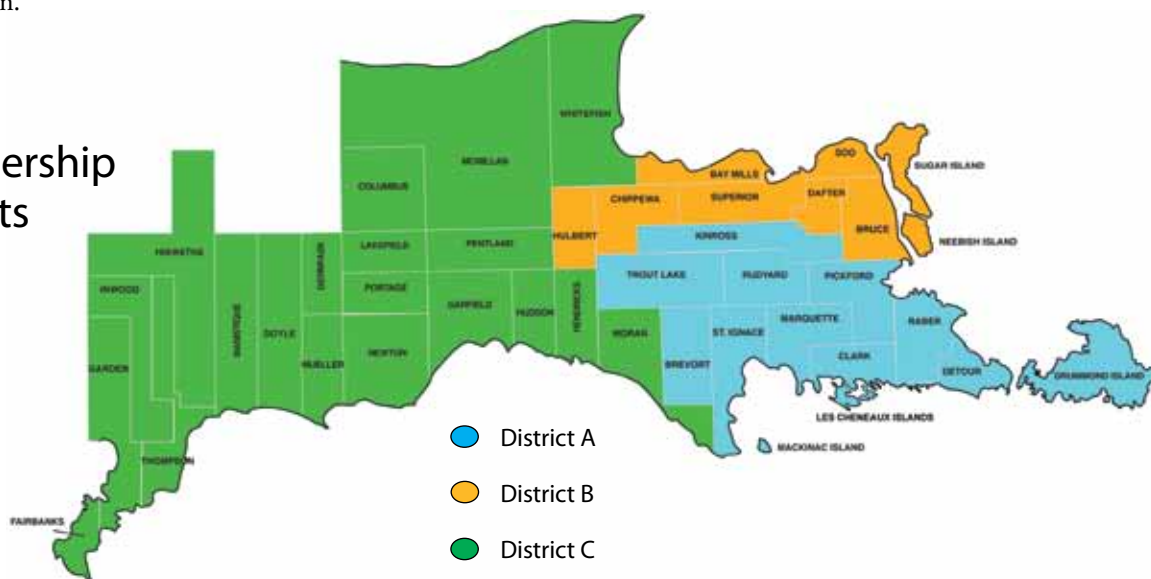 n.
ership
ts
WHITEFISH
McMILLAN
COLUMBUS
SOO
SUGAR ISLAND
BAY MILLS
CHIPPEWA
SUPERIOR
DAFTER
BRUCE
HULBERT
KINROSS
NEEBISH ISLAND
HIAWATHA
GERMFASK
LAKEFIELD
PENTLAND
INWOOD
PORTAGE
TROUT LAKE
RUDYARD
PICKFORD
MANISTIQUE
DOYLE
GARFIELD
HUDSON
HENDRICKS
MORAN
ST. IGNACE
MARQUETTE
RABER
GARDEN
MUELLER
NEWTON
BREVORT
CLARK
DETOUR
DRUMMOND ISLAND
LES CHENEAUX ISLANDS
MACKINAC ISLAND
THOMPSON
FAIRBANKS
District A
District B
District C